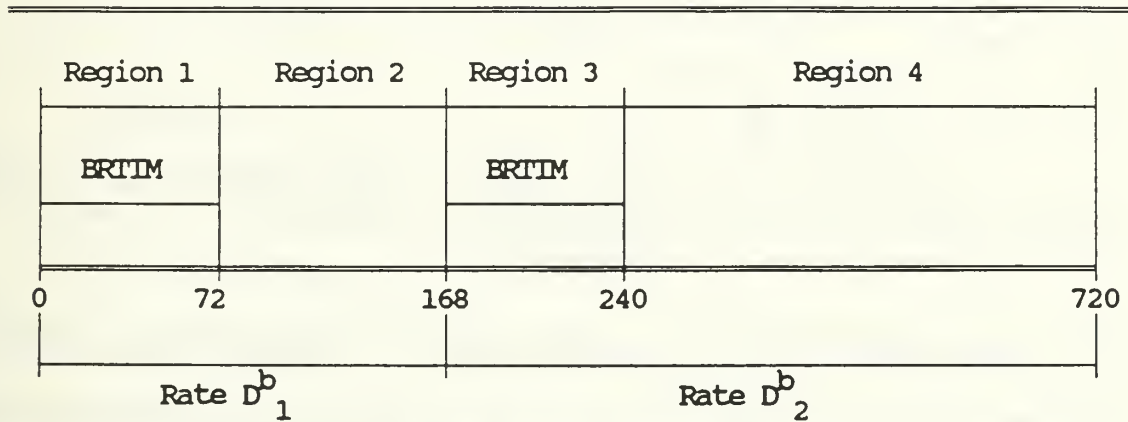 Region 1 Region 2 Region 3 Region 4
BRTIM BRTIM
0 72 168 240 720
Rate D^b_1 Rate D^b_2